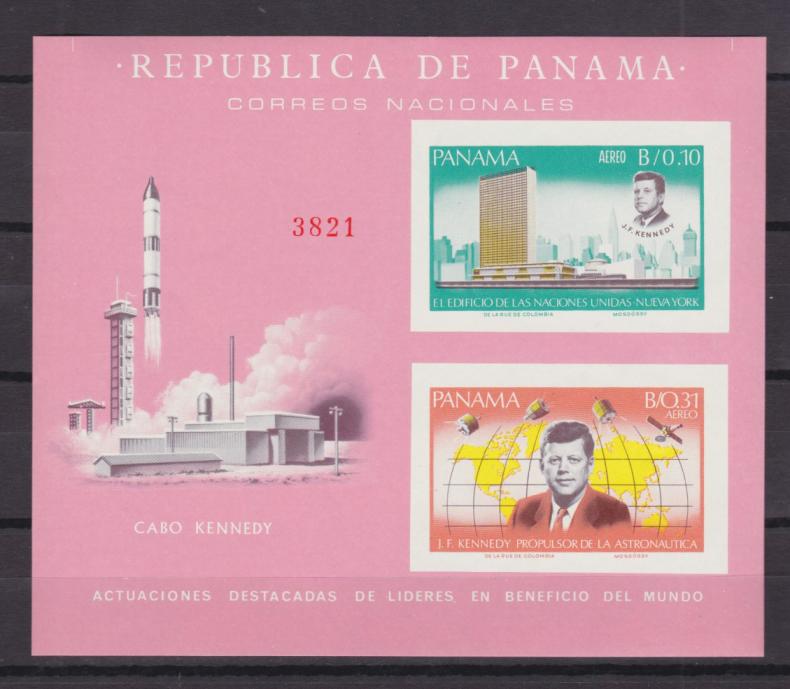 · REPUBLICA DE PANAMA ·
CORREOS NACIONALES
3821
PANAMA AEREO B/0.10
J.F. KENNEDY
EL EDIFICIO DE LAS NACIONES UNIDAS-NUEVA YORK
DE LA RUE DE COLOMBIA MONDÓRRY
PANAMA B/0.31
AEREO
J.F. KENNEDY PROPULSOR DE LA ASTRONAUTICA
DE LA RUE DE COLOMBIA MONDÓRRY
CABO KENNEDY
ACTUACIONES DESTACADAS DE LIDERES EN BENEFICIO DEL MUNDO